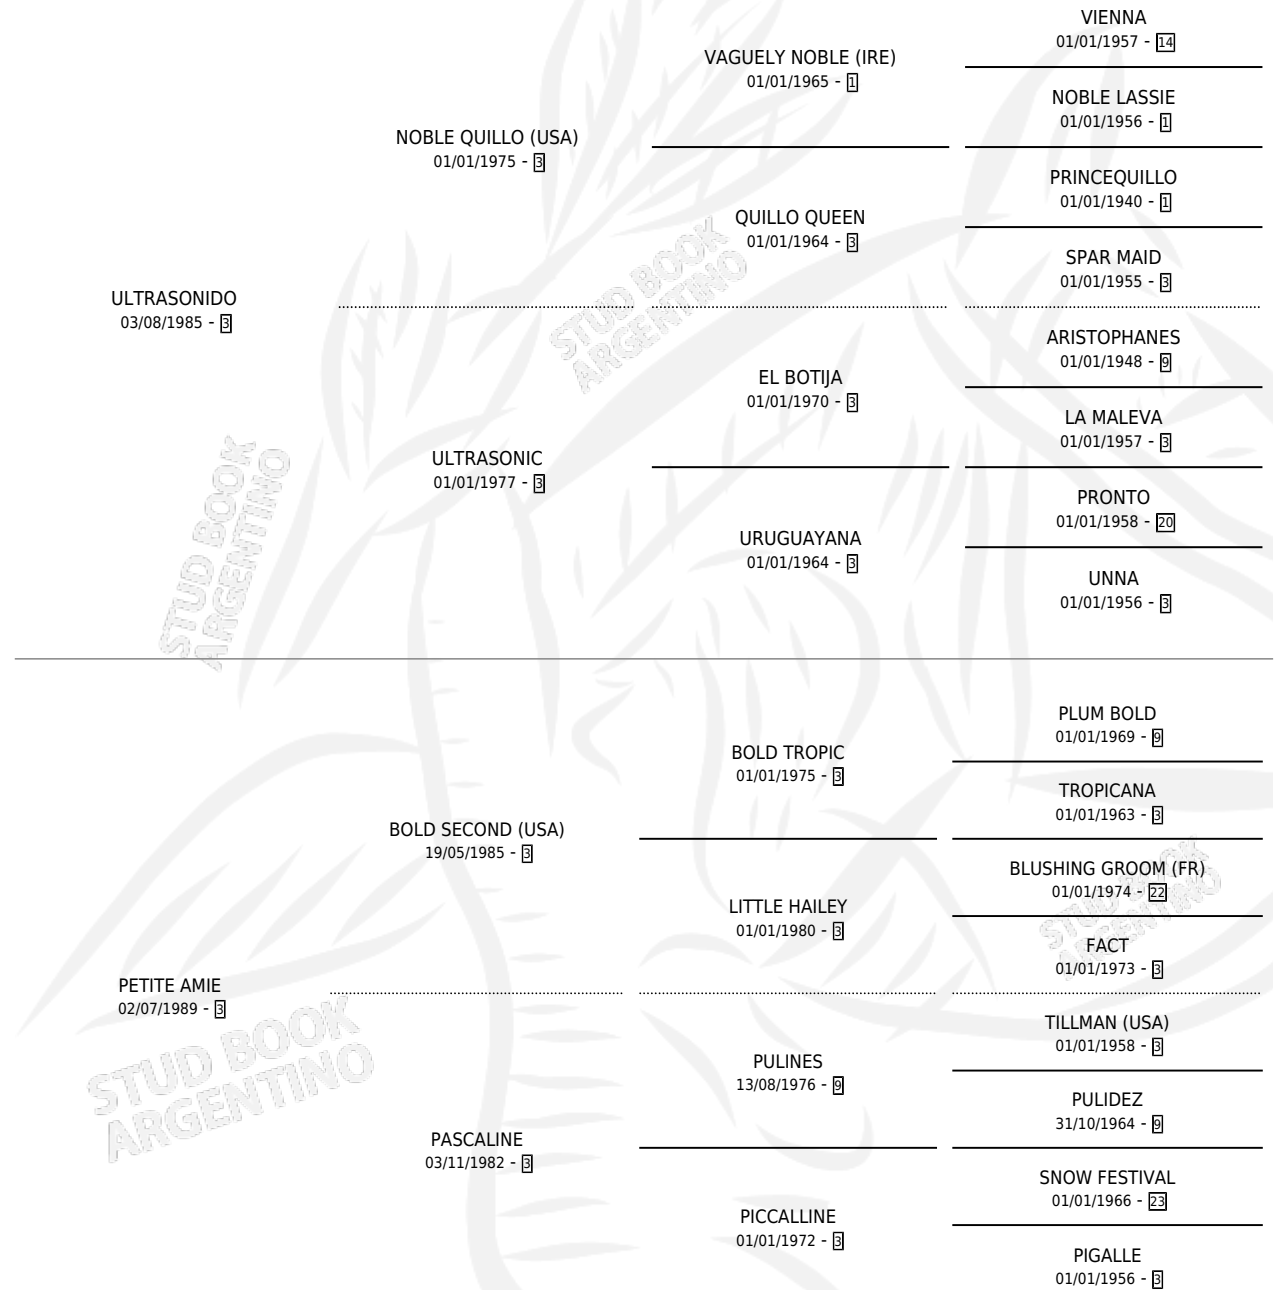 VIENNA
01/01/1957 - 14
VAGUELY NOBLE (IRE)
01/01/1965 - 1
NOBLE LASSIE
01/01/1956 - 1
NOBLE QUILLO (USA)
01/01/1975 - 3
PRINCEQUILLO
01/01/1940 - 1
QUILLO QUEEN
01/01/1964 - 3
SPAR MAID
01/01/1955 - 3
ULTRASONIDO
03/08/1985 - 3
ARISTOPHANES
01/01/1948 - 9
EL BOTIJA
01/01/1970 - 3
LA MALEVA
01/01/1957 - 3
ULTRASONIC
01/01/1977 - 3
PRONTO
01/01/1958 - 20
URUGUAYANA
01/01/1964 - 3
UNNA
01/01/1956 - 3
PLUM BOLD
01/01/1969 - 9
BOLD TROPIC
01/01/1975 - 3
TROPICANA
01/01/1963 - 3
BOLD SECOND (USA)
19/05/1985 - 3
BLUSHING GROOM (FR)
01/01/1974 - 22
LITTLE HAILEY
01/01/1980 - 3
FACT
01/01/1973 - 3
PETITE AMIE
02/07/1989 - 3
TILLMAN (USA)
01/01/1958 - 3
PULINES
13/08/1976 - 9
PULIDEZ
31/10/1964 - 9
PASCALINE
03/11/1982 - 3
SNOW FESTIVAL
01/01/1966 - 23
PICCALLINE
01/01/1972 - 3
PIGALLE
01/01/1956 - 3
STUD BOOK
ARGENTINO
STUD BOOK
ARGENTINO
STUD BOOK
ARGENTINO
STUD BOOK
ARGENTINO